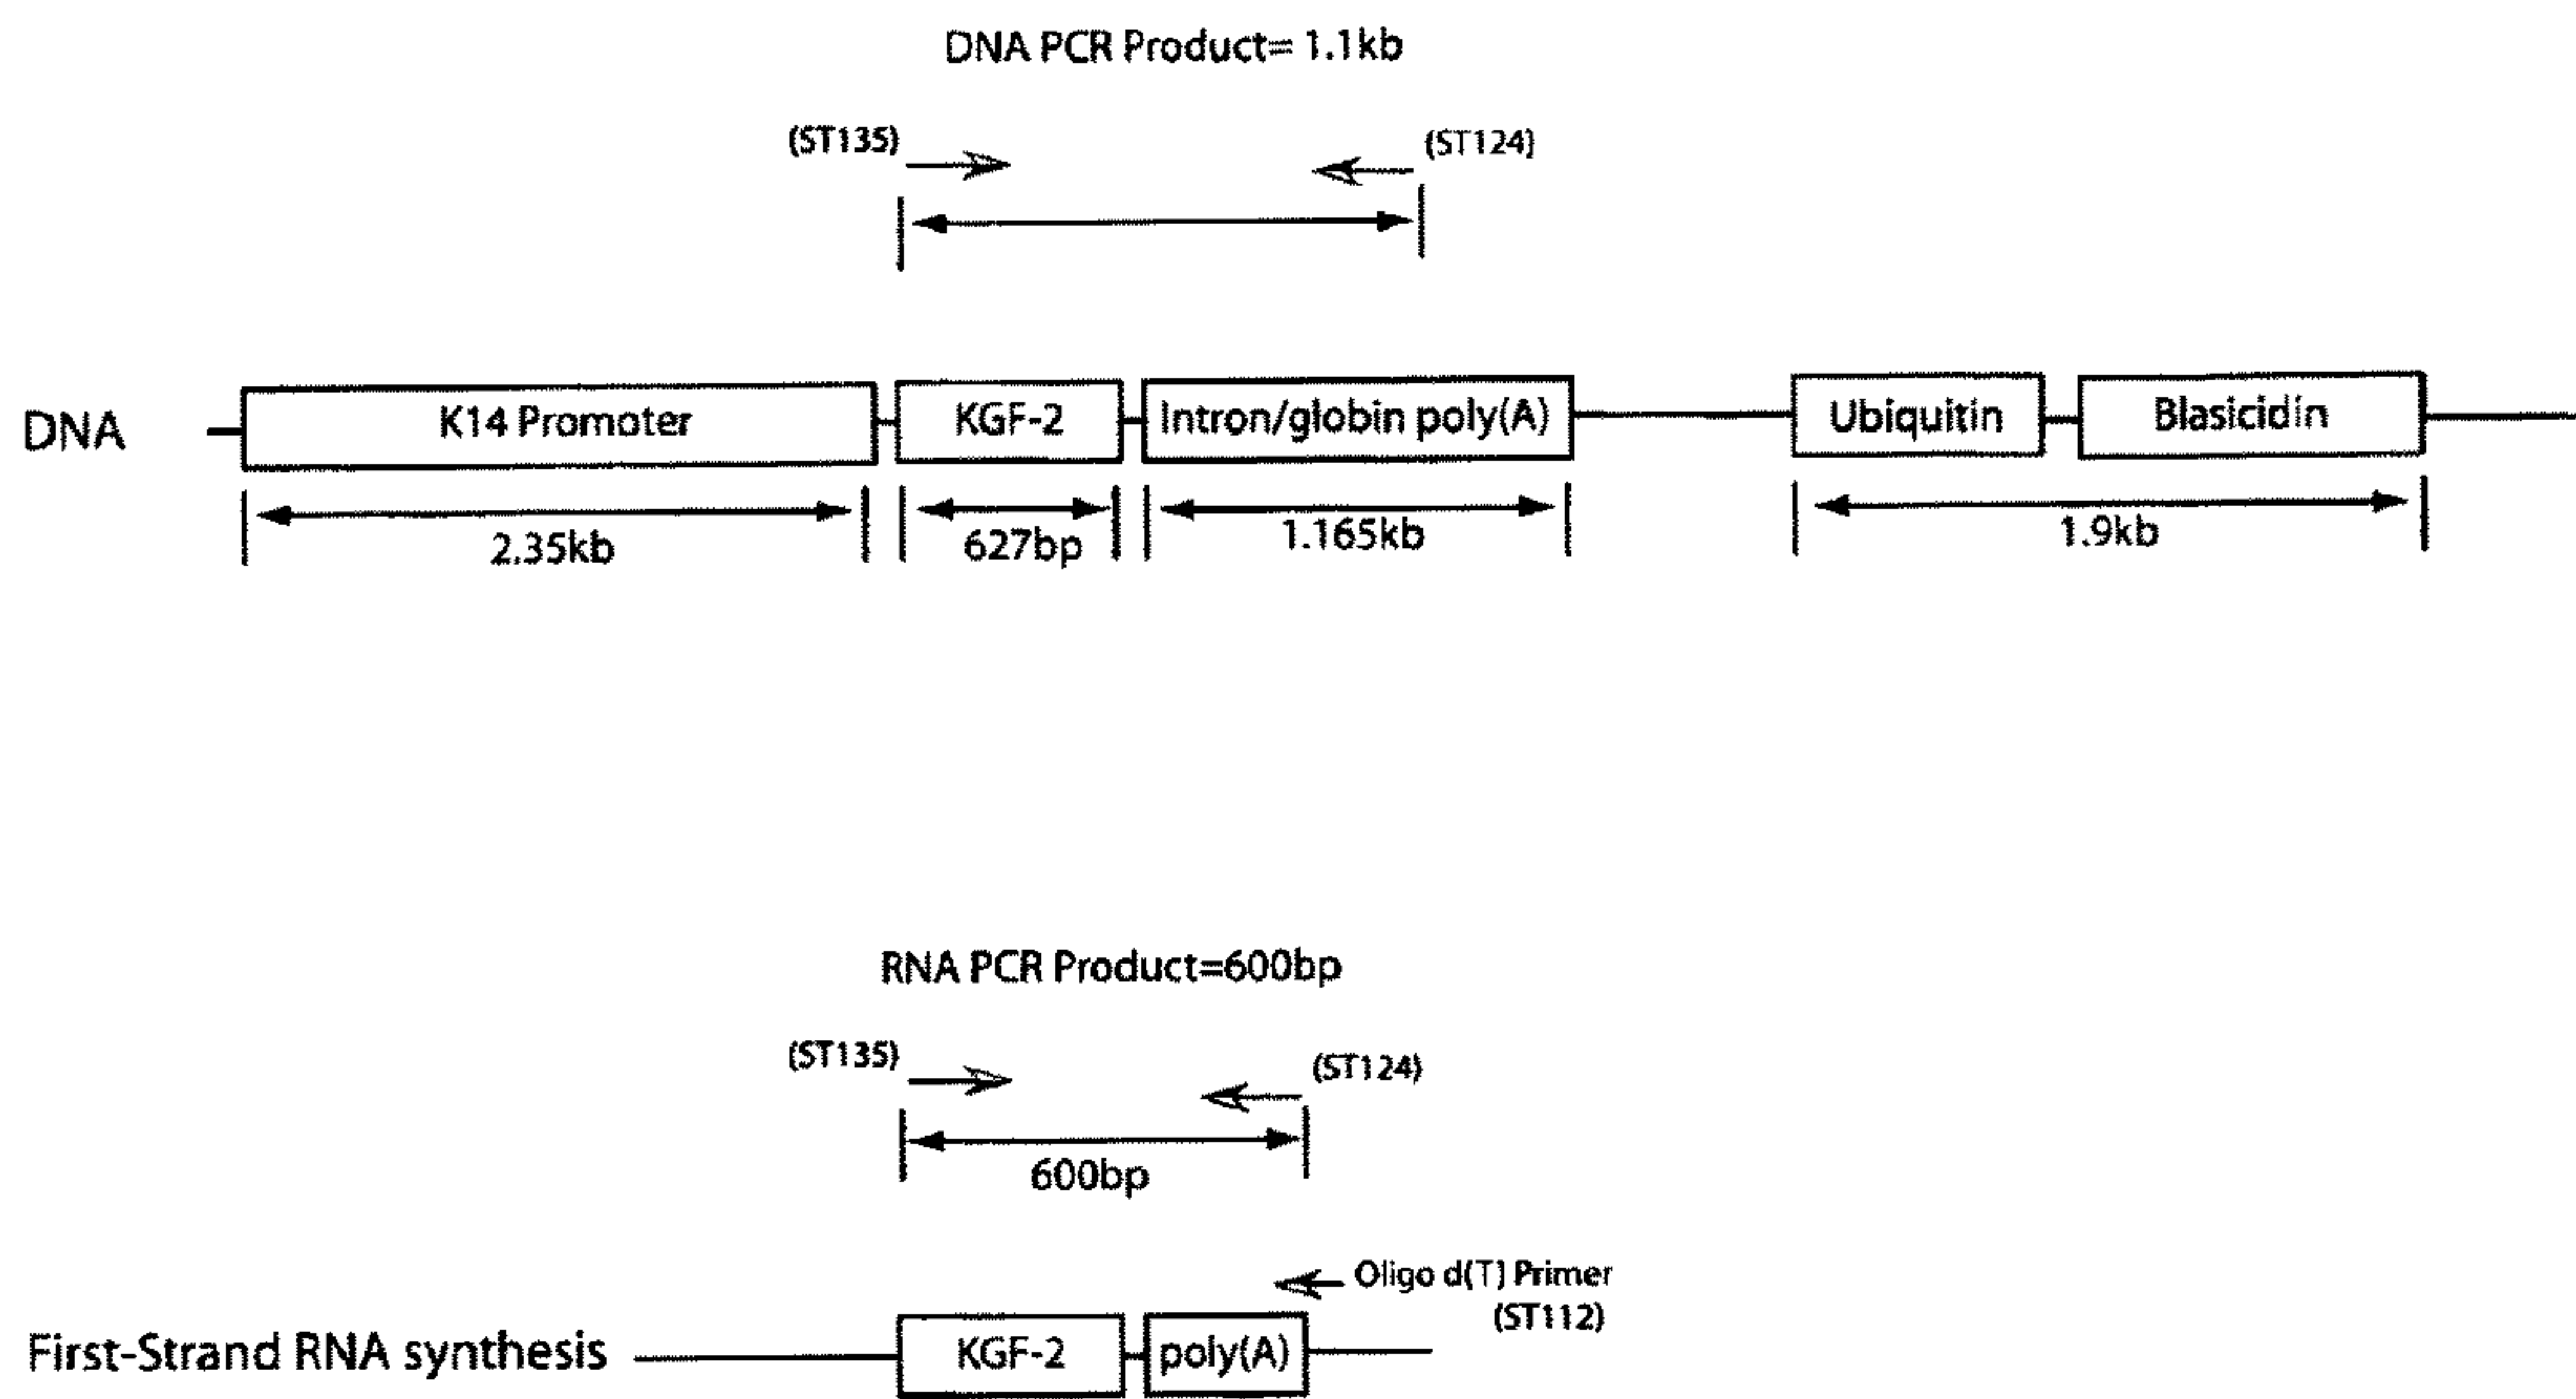 DNA PCR Product= 1.1kb
(ST135)
(ST124)
DNA
K14 Promoter
KGF-2
Intron/globin poly(A)
Ubiquitin
Blasicidin
2.35kb
627bp
1.165kb
1.9kb
RNA PCR Product=600bp
(ST135)
(ST124)
600bp
Oligo d(T) Primer
(ST112)
First-Strand RNA synthesis
KGF-2
poly(A)